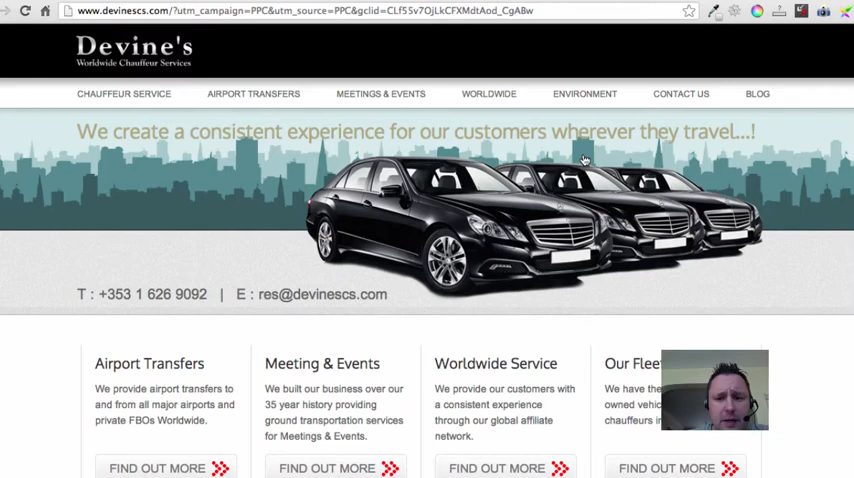 www.devinescs.com/?utm_campaign=PPC&utm_source=PPC&gclid=CLf55v7OjLkCFXMdtAod_CgABw
Devine's
Worldwide Chauffeur Services
CHAUFFEUR SERVICE AIRPORT TRANSFERS MEETINGS & EVENTS WORLDWIDE ENVIRONMENT CONTACT US BLOG
We create a consistent experience for our customers wherever they travel...!
T : +353 1 626 9092 | E : res@devinescs.com
Airport Transfers
We provide airport transfers to
and from all major airports and
private FBOs Worldwide.
FIND OUT MORE
Meeting & Events
We built our business over our
35 year history providing
ground transportation services
for Meetings & Events.
FIND OUT MORE
Worldwide Service
We provide our customers with
a consistent experience
through our global affiliate
network.
FIND OUT MORE
Our Flee
We have the
owned vehic
chauffeurs i
FIND OUT MORE